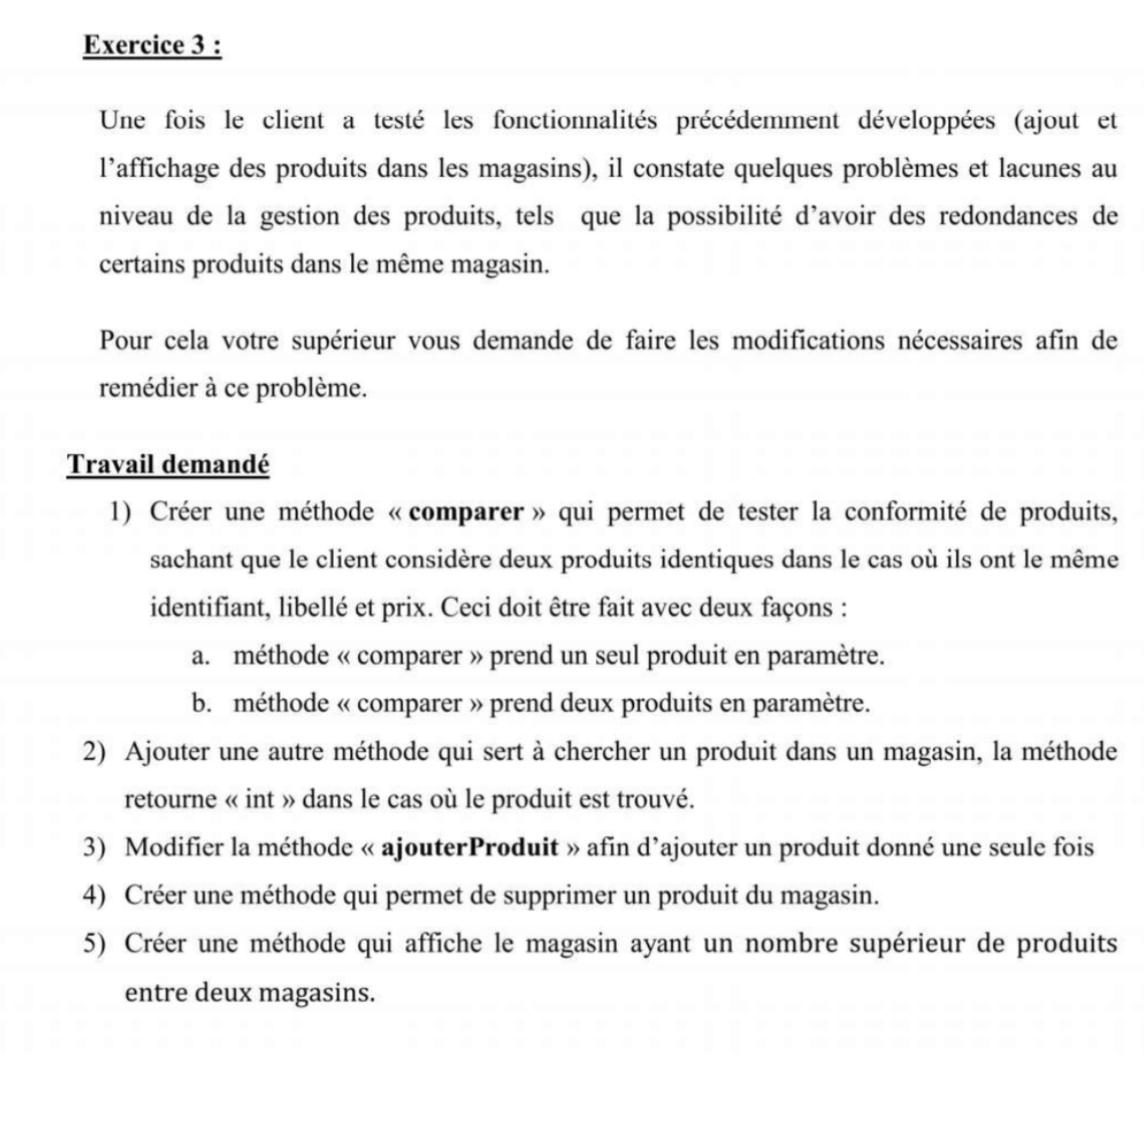 Exercice 3 :
Une fois le client a testé les fonctionnalités précédemment développées (ajout et
l'affichage des produits dans les magasins), il constate quelques problèmes et lacunes au
niveau de la gestion des produits, tels que la possibilité d'avoir des redondances de
certains produits dans le même magasin.
Pour cela votre supérieur vous demande de faire les modifications nécessaires afin de
remédier à ce problème.
Travail demandé
1) Créer une méthode « comparer » qui permet de tester la conformité de produits,
sachant que le client considère deux produits identiques dans le cas où ils ont le même
identifiant, libellé et prix. Ceci doit être fait avec deux façons :
a. méthode « comparer » prend un seul produit en paramètre.
b. méthode « comparer » prend deux produits en paramètre.
2) Ajouter une autre méthode qui sert à chercher un produit dans un magasin, la méthode
retourne « int » dans le cas où le produit est trouvé.
3) Modifier la méthode « ajouterProduit » afin d'ajouter un produit donné une seule fois
4) Créer une méthode qui permet de supprimer un produit du magasin.
5) Créer une méthode qui affiche le magasin ayant un nombre supérieur de produits
entre deux magasins.